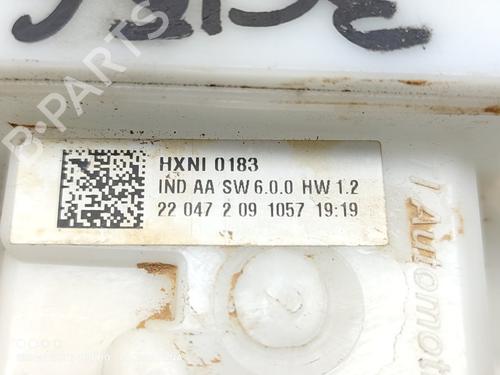 B-PARTS
HXNI 0183
IND AA SW 6.0.0 HW 1.2
22 047 2 09 1057 19:19
Automot